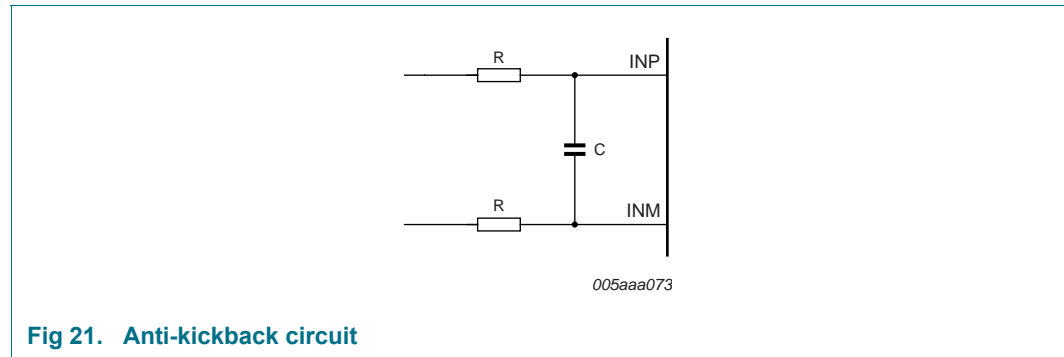 R
INP
C
R
INM
005aaa073
Fig 21. Anti-kickback circuit